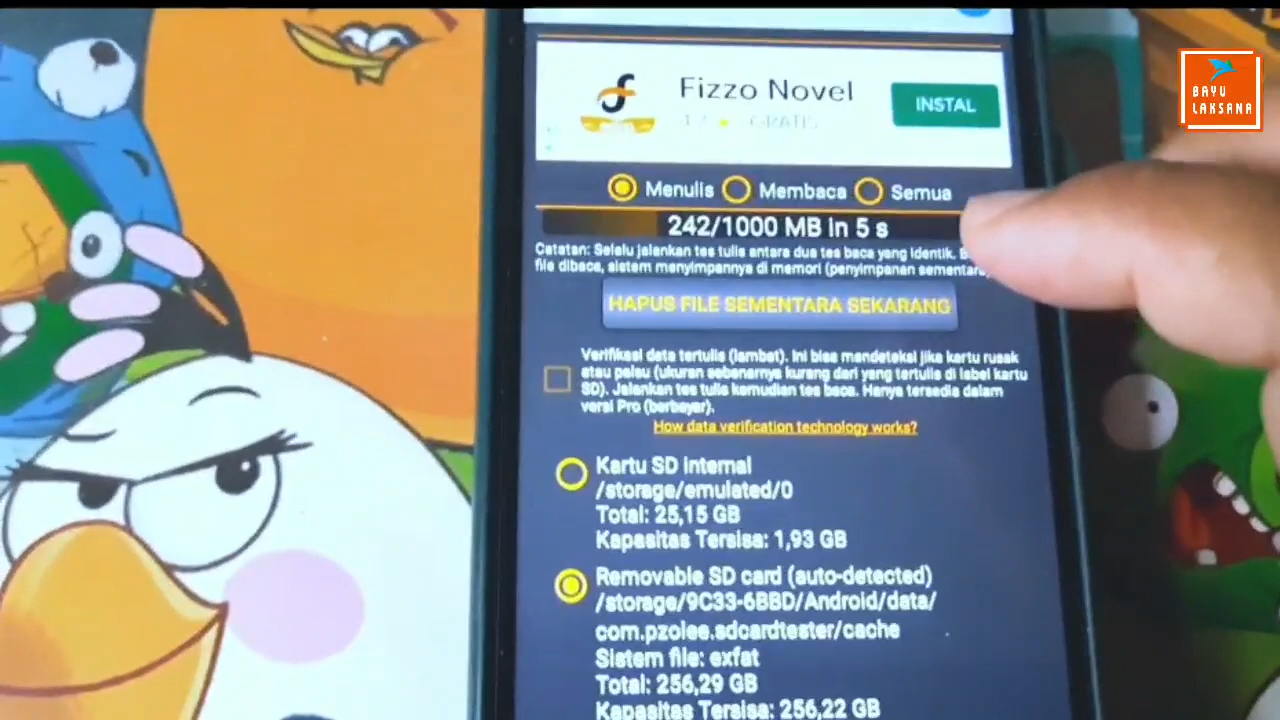 Fizzo Novel
GRATIS
INSTAL
BAYU
LAKSANA
Menulis Membaca Semua
242/1000 MB in 5 s
Catatan: Selalu jalankan tes tulis antara dua tes baca yang identik.
file dibaca, sistem menyimpannya di memori (penyimpanan sementara)
HAPUS FILE SEMENTARA SEKARANG
Verifikasi data tertulis (lambat). Ini bisa mendeteksi jika kartu rusak
atau palsu (ukuran sebenarnya kurang dari yang tertulis di label kartu
SD). Jalankan tes tulis kemudian tes baca. Hanya tersedia dalam
versi Pro (berbayar).
How data verification technology works?
Kartu SD internal
/storage/emulated/0
Total: 25,15 GB
Kapasitas Tersisa: 1,93 GB
Removable SD card (auto-detected)
/storage/9C33-6BBD/Android/data/
com.pzolee.sdcardtester/cache
Sistem file: exfat
Total: 256,29 GB
Kapasitas Tersisa: 256,22 GB